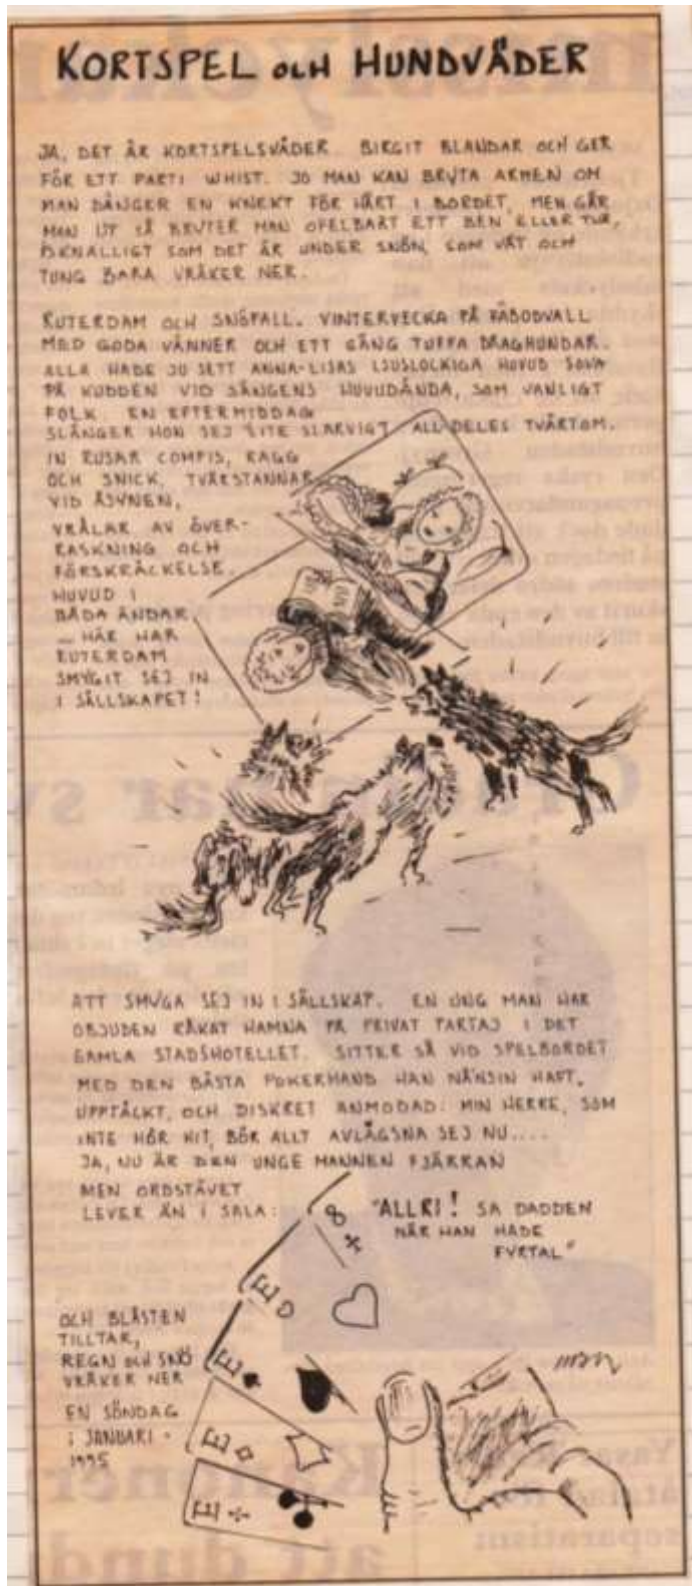 KORTSPEL OCH HUNDVÄDER
JA, DET ÄR KORTSPELSVÄDER. BIRGIT BLANDAR OCH GER
FÖR ETT PARTI WHIST. JO MAN KAN BRYTA ARMEN OM
MAN DÄNGER EN KNEKT FÖR HÅRT I BORDET, MEN GÅR
MAN UT SÅ BRYTER MAN OFELBART ETT BEN ELLER TVÅ,
ISKNALLIGT SOM DET ÄR UNDER SNÖN, SOM VÅT OCH
TUNG BARA VRÄKER NER.
RUTERDAM OCH SNÖFALL. VINTERVECKA PÅ FÄBODVALL
MED GODA VÄNNER OCH ETT GÄNG TUFFA DRAGHUNDAR.
ALLA HADE JU SETT ANNA-LISAS LJUSLOCKIGA HUVUD SOVA
PÅ KUDDEN VID SÄNGENS HUVUDÄNDA, SOM VANLIGT
FOLK. EN EFTERMIDDAG
SLÄNGER HON SEJ LITE SLARVIGT ALLDELES TVÄRTOM.
IN RUSAR COMPIS, RAGG
OCH SNICK, TVÄRSTANNAR
VID ÅSYNEN,
VRÅLAR AV ÖVER-
RASKNING OCH
FÖRSKRÄCKELSE.
HUVUD I
BÅDA ÄNDAR,
– HÄR HAR
RUTERDAM
SMYGIT SEJ IN
I SÄLLSKAPET!
ATT SMYGA SEJ IN I SÄLLSKAP. EN UNG MAN HAR
OBJUDEN RÅKAT HAMNA PÅ PRIVAT PARTAJ I DET
GAMLA STADSHOTELLET. SITTER SÅ VID SPELBORDET
MED DEN BÄSTA POKERHAND HAN NÅNSIN HAFT,
UPPTÄCKT, OCH DISKRET ANMODAD: MIN HERRE, SOM
INTE HÖR HIT, BÖR ALLT AVLÄGSNA SEJ NU....
JA, NU ÄR DEN UNGE MANNEN FJÄRRAN
MEN ORDSTÄVET
LEVER ÄN I SALA:
"ALLRI! SA DADDEN
NÄR HAN HADE
FYRTAL"
8
E
E
E
E
OCH BLÅSTEN
TILLTAR,
REGN OCH SNÖ
VRÄKER NER
EN SÖNDAG
I JANUARI -
1995